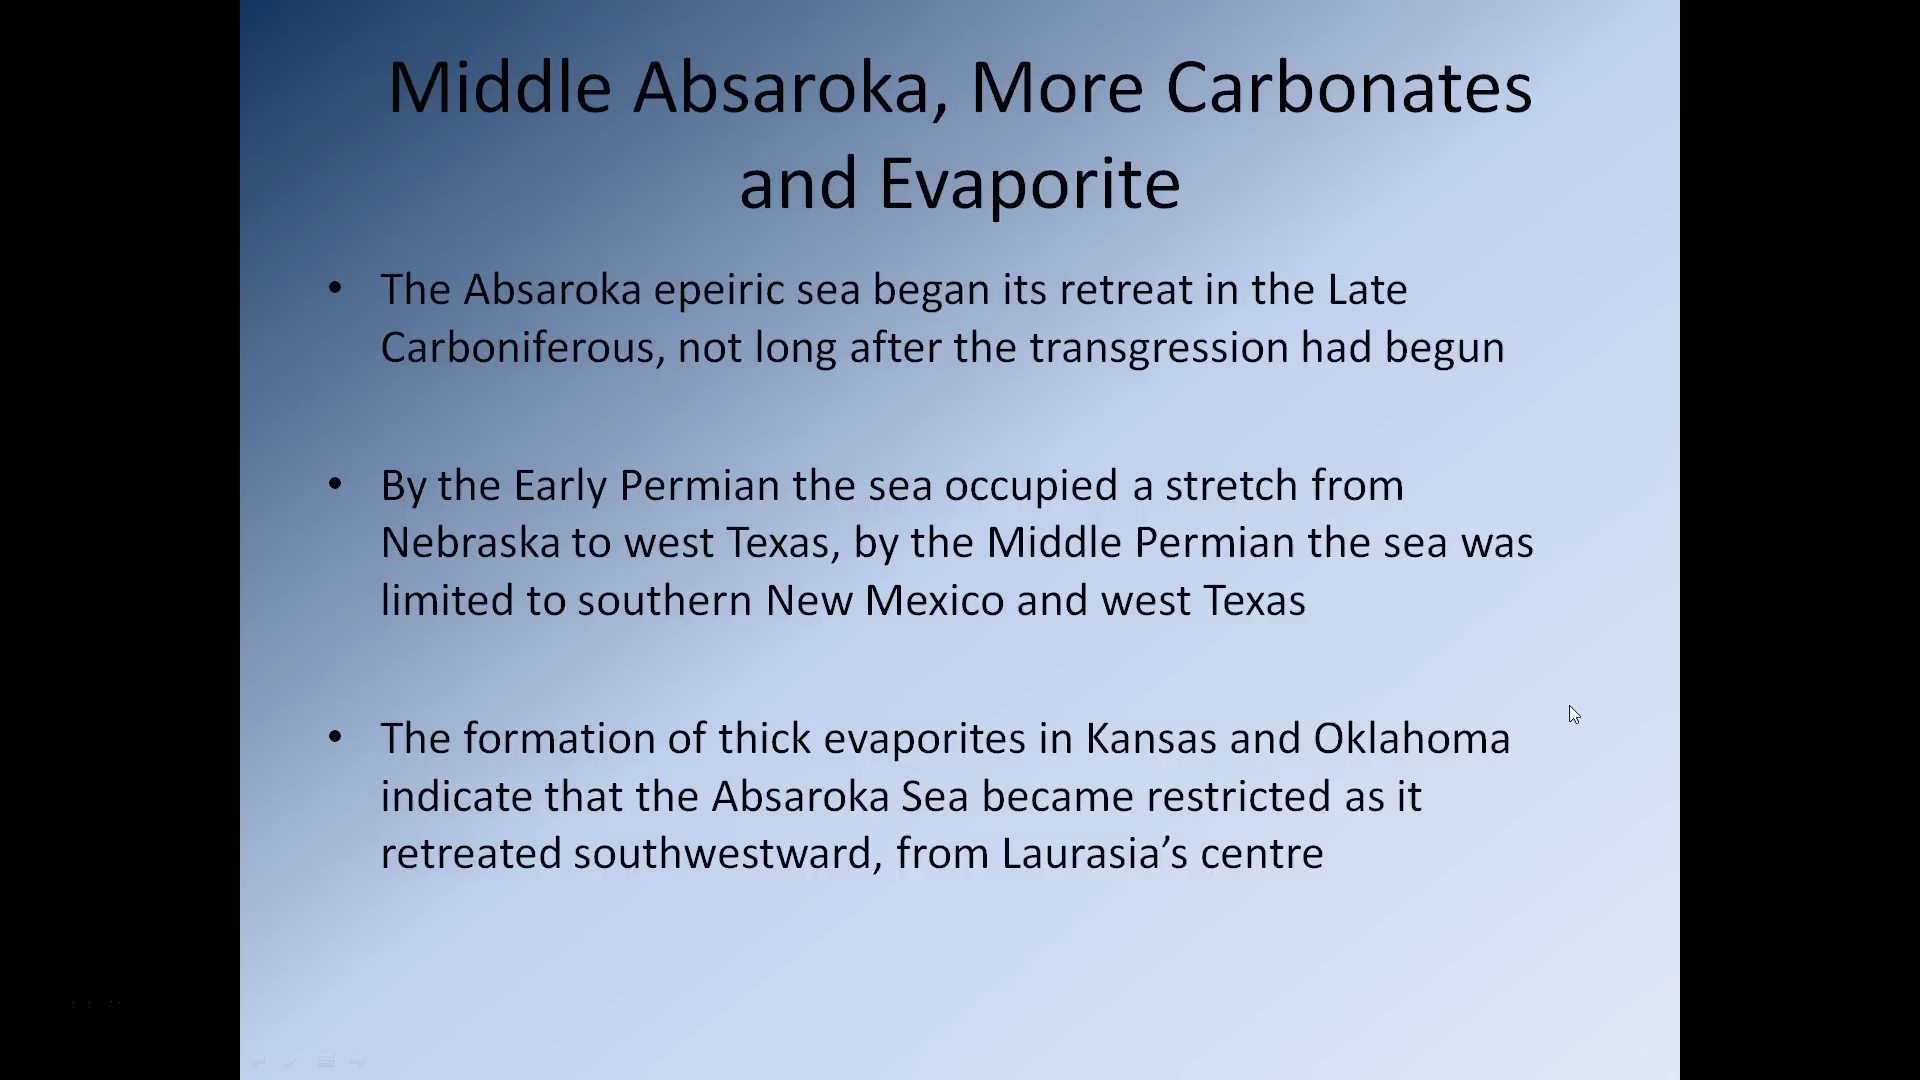 Middle Absaroka, More Carbonates
and Evaporite
• The Absaroka epeiric sea began its retreat in the Late
Carboniferous, not long after the transgression had begun
• By the Early Permian the sea occupied a stretch from
Nebraska to west Texas, by the Middle Permian the sea was
limited to southern New Mexico and west Texas
• The formation of thick evaporites in Kansas and Oklahoma
indicate that the Absaroka Sea became restricted as it
retreated southwestward, from Laurasia’s centre